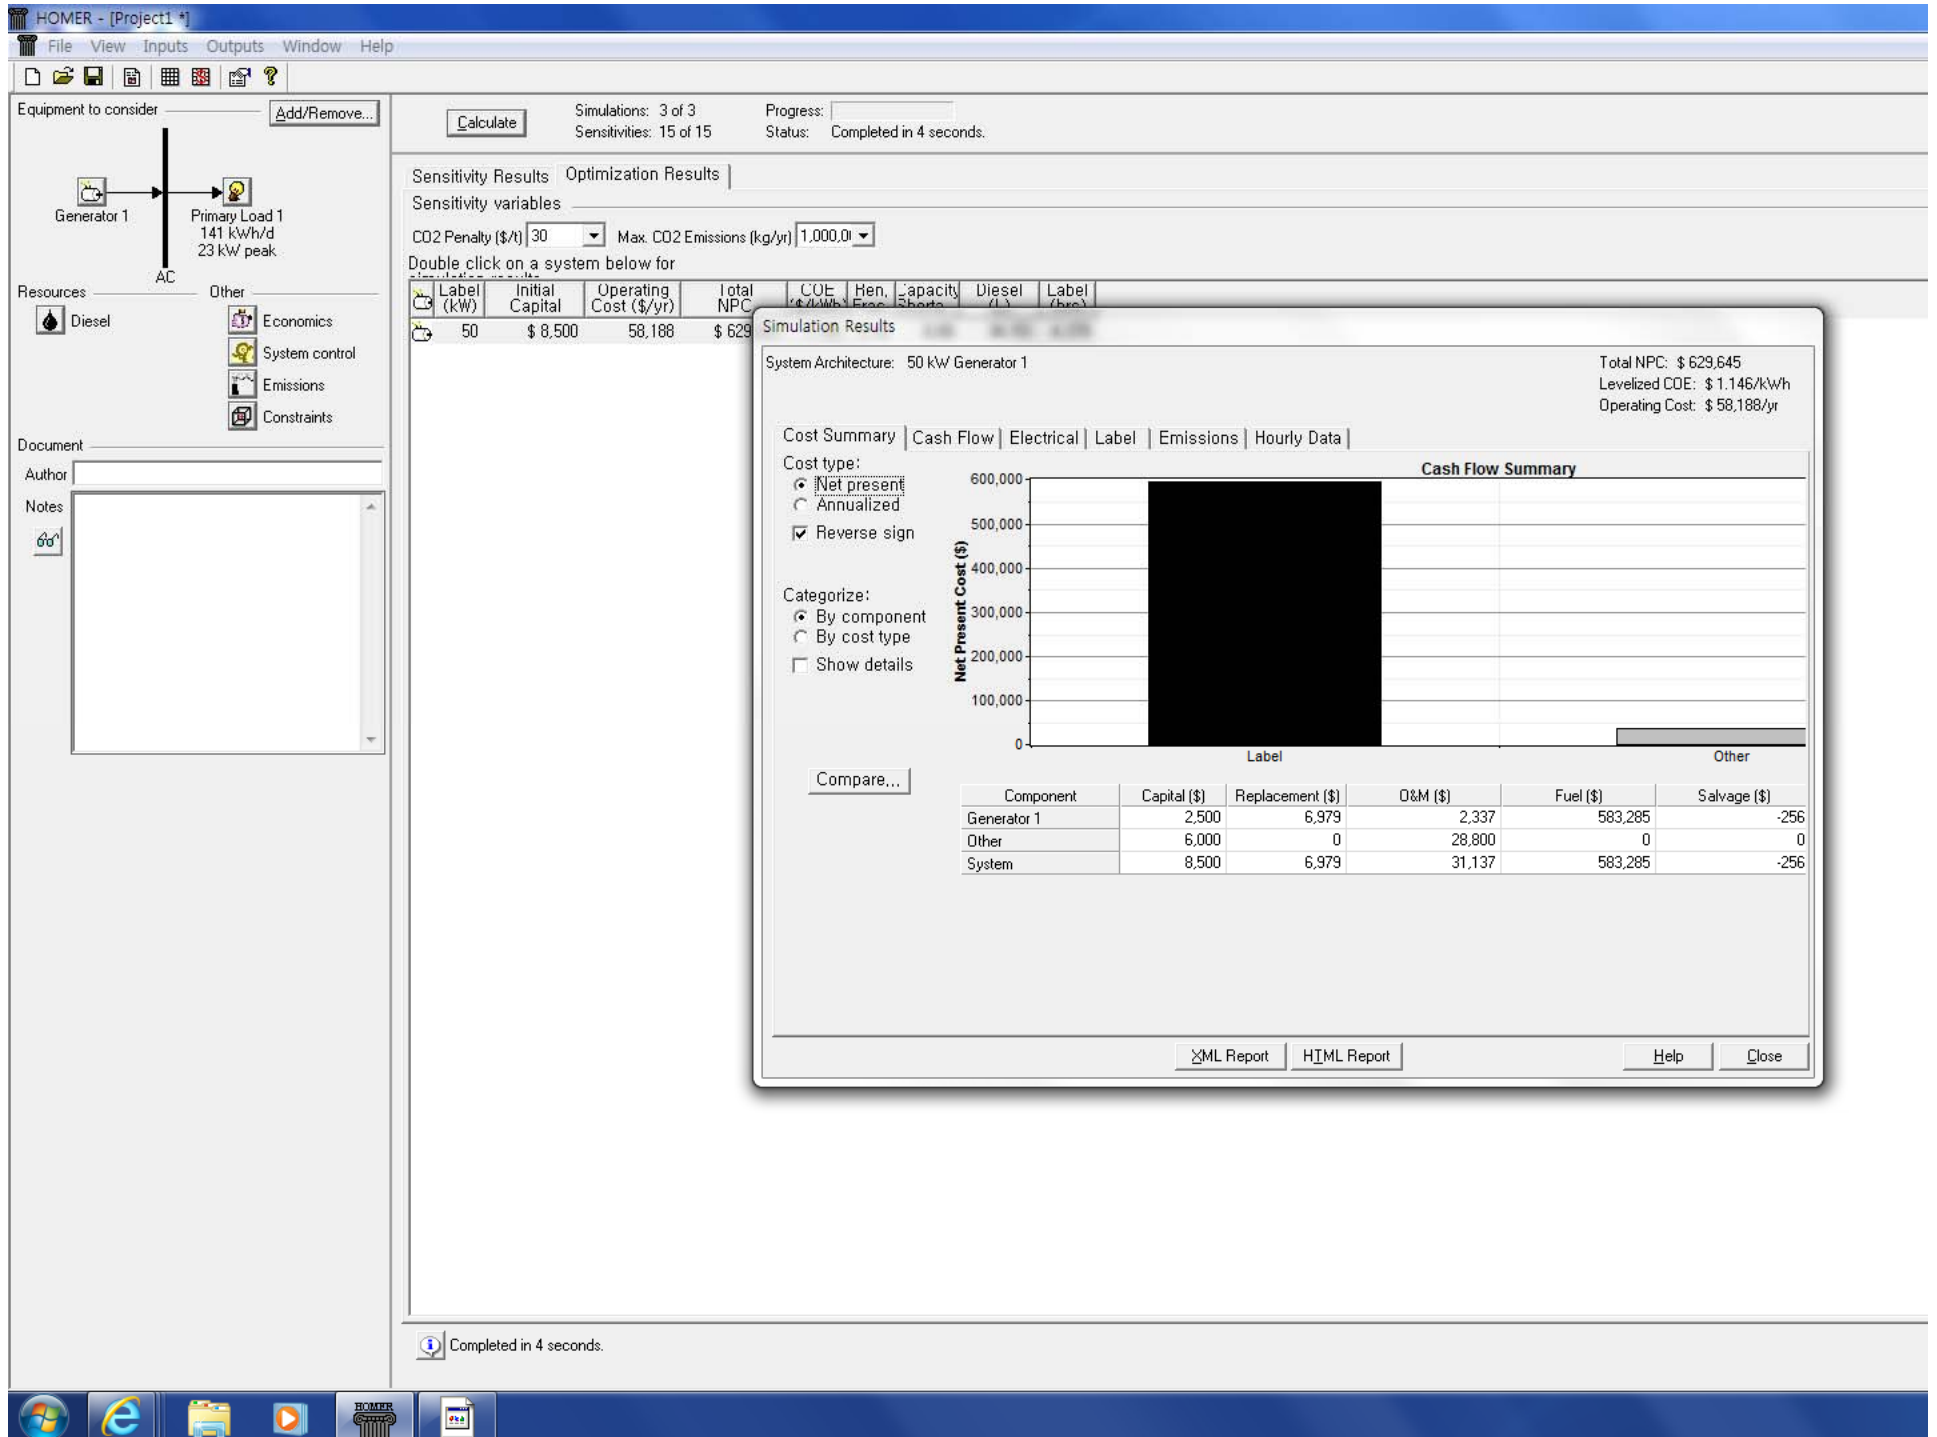 HOMER - [Project1 *]
File View Inputs Outputs Window Help
Equipment to consider
Add/Remove...
Generator 1
Primary Load 1
141 kWh/d
23 kW peak
AC
Resources
Other
Diesel
Economics
System control
Emissions
Constraints
Document
Author
Notes
Calculate
Simulations: 3 of 3
Progress:
Sensitivities: 15 of 15
Status: Completed in 4 seconds.
Sensitivity Results
Optimization Results
Sensitivity variables
CO2 Penalty ($/t) 30
Max. CO2 Emissions (kg/yr) 1,000,0
Double click on a system below for
Label Initial Operating Total COE Ren, Capacity Diesel Label
(kW) Capital Cost ($/yr) NPC
50 $ 8,500 58,188 $ 629
Simulation Results
System Architecture: 50 kW Generator 1
Total NPC: $ 629,645
Levelized COE: $ 1.146/kWh
Operating Cost: $ 58,188/yr
Cost Summary Cash Flow Electrical Label Emissions Hourly Data
Cost type:
Net present
Annualized
Reverse sign
Categorize:
By component
By cost type
Show details
Compare...
Cash Flow Summary
Net Present Cost ($)
600,000
500,000
400,000
300,000
200,000
100,000
0
Label
Other
Component Capital ($) Replacement ($) O&M ($) Fuel ($) Salvage ($)
Generator 1 2,500 6,979 2,337 583,285 -256
Other 6,000 0 28,800 0 0
System 8,500 6,979 31,137 583,285 -256
XML Report
HTML Report
Help
Close
Completed in 4 seconds.
HOMER